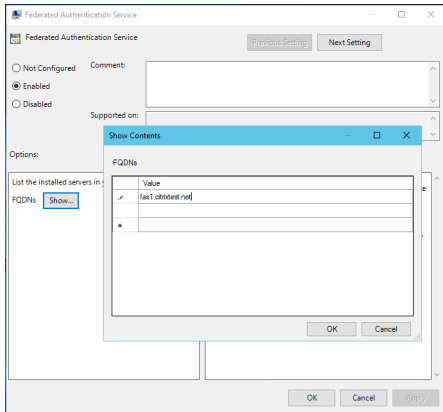 Federated Authentication Service
Federated Authentication Service
Previous Setting
Next Setting
Not Configured
Comment:
Enabled
Disabled
Supported on:
Show Contents
Options:
FQDNs
List the installed servers in
Value
FQDNs
Show...
fas1.citrixtest.net
OK
Cancel
OK
Cancel
Apply